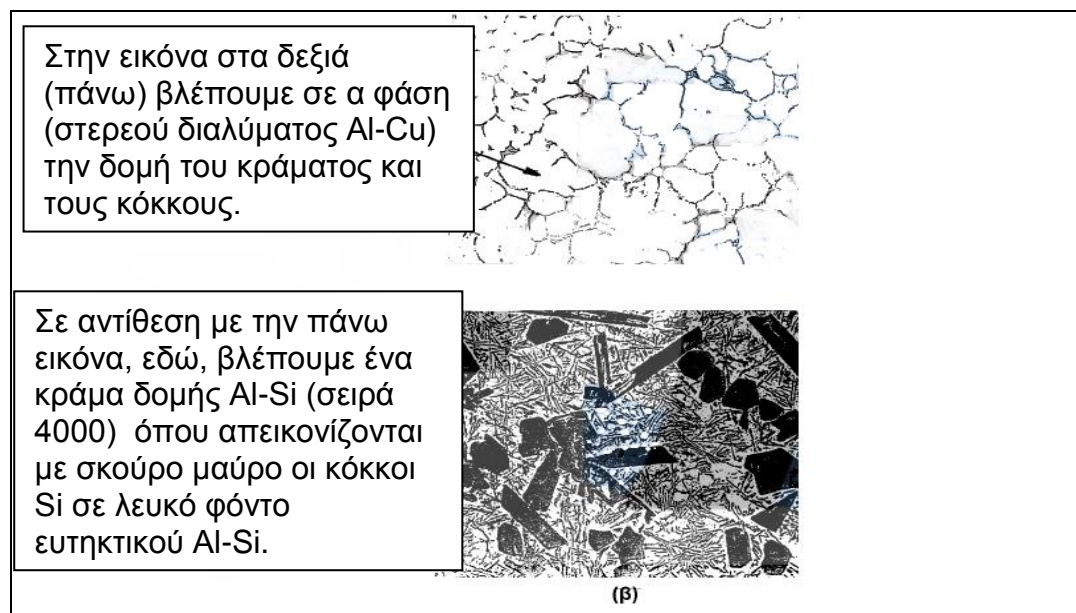 Στην εικόνα στα δεξιά
(πάνω) βλέπουμε σε α φάση
(στερεού διαλύματος Al-Cu)
την δομή του κράματος και
τους κόκκους.
Σε αντίθεση με την πάνω
εικόνα, εδώ, βλέπουμε ένα
κράμα δομής Al-Si (σειρά
4000) όπου απεικονίζονται
με σκούρο μαύρο οι κόκκοι
Si σε λευκό φόντο
ευτηκτικού Al-Si.
(β)